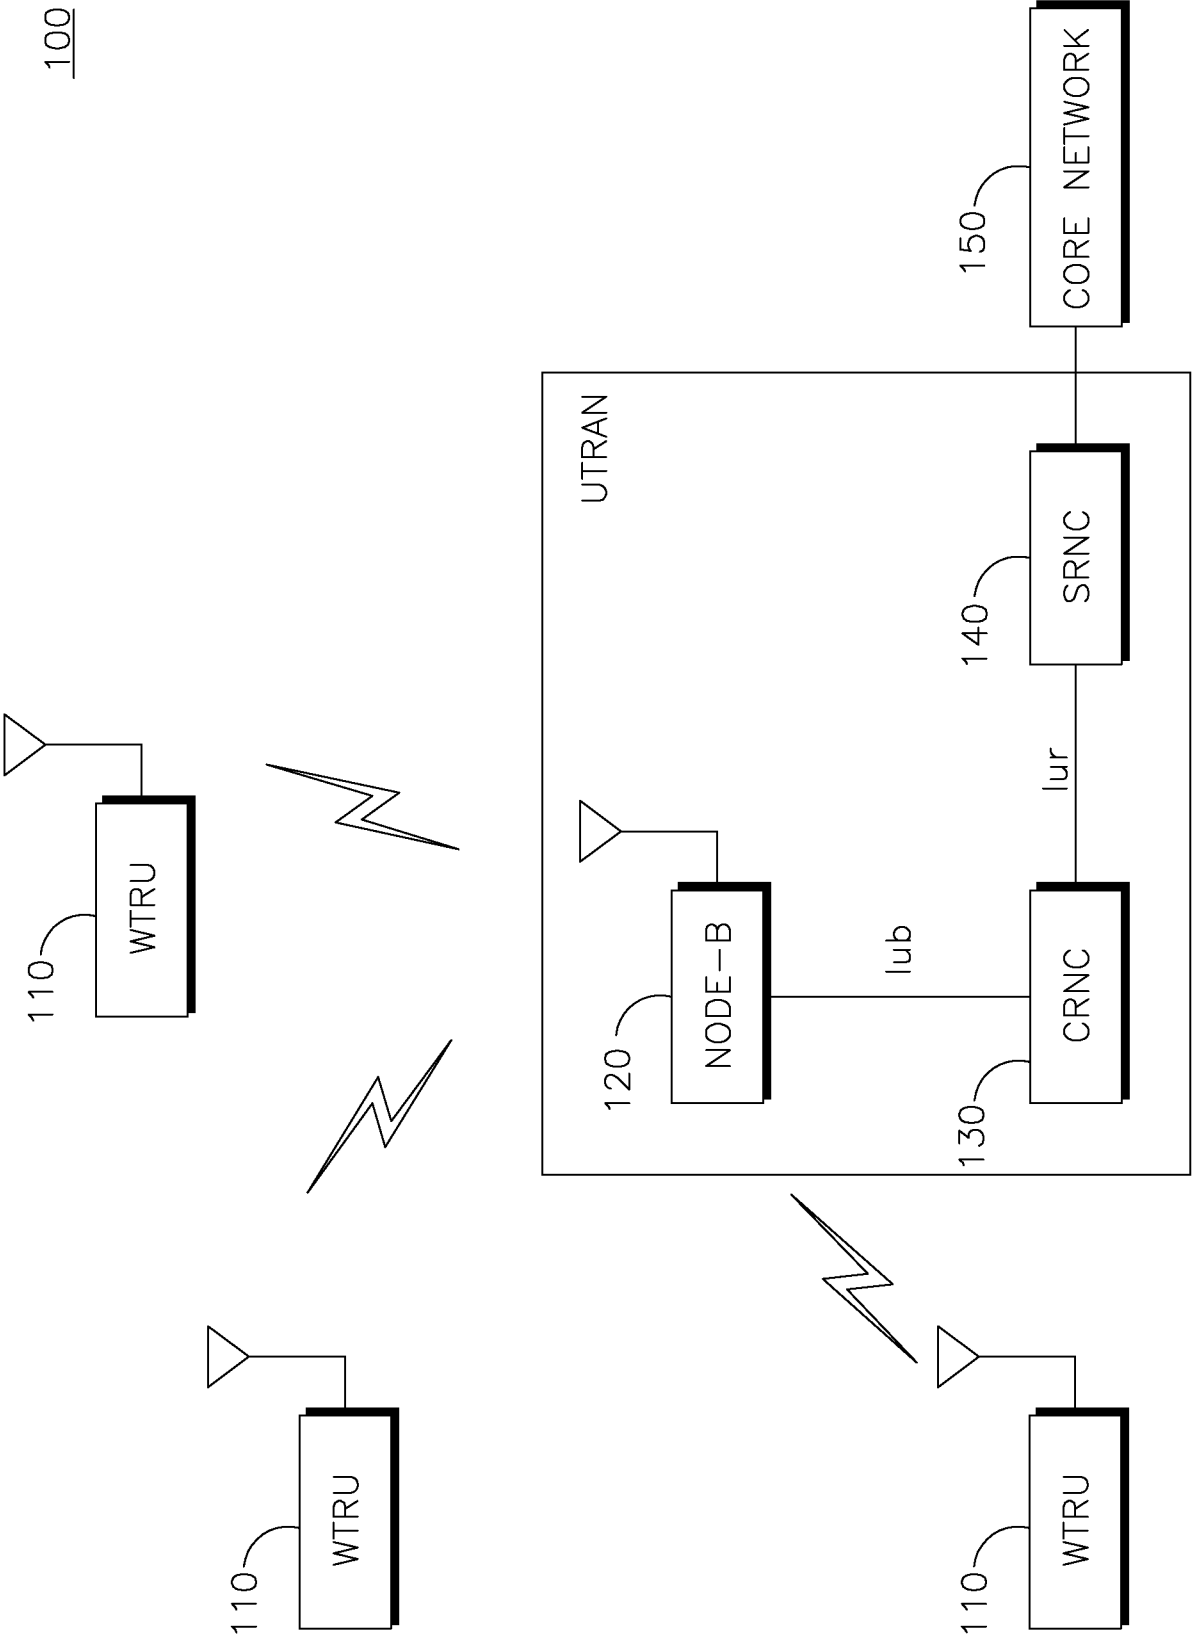 110
100
WTRU
110
WTRU
UTRAN
120
NODE-B
Iub
110
130
140
150
Iur
WTRU
CRNC
SRNC
CORE NETWORK